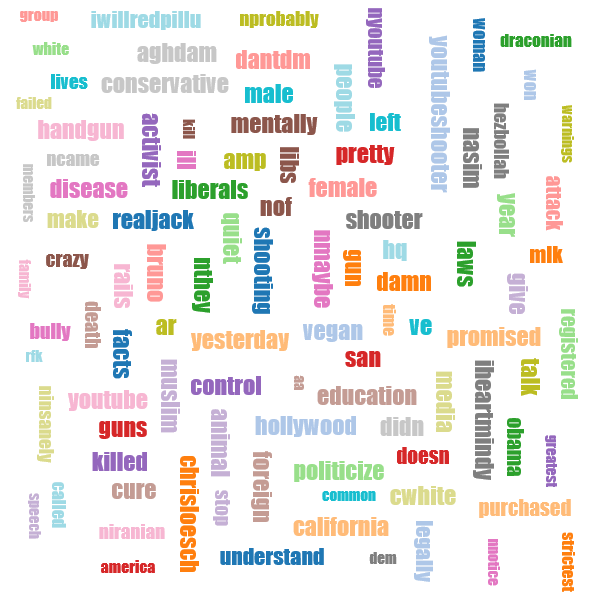 group
iwillredpillu
nprobably
nyoutube
woman
draconian
white
aghdam
dantdm
people
youtubeshooter
lives
conservative
male
won
failed
handgun
activist
kill
mentally
left
nasim
hezbollah
warnings
ncame
ill
amp
libs
pretty
members
disease
liberals
nof
female
year
attack
make
realjack
quiet
shooting
shooter
crazy
rails
bruno
nthey
nmaybe
gun
hq
laws
mlk
family
damn
give
bully
death
facts
ar
yesterday
vegan
time
ve
promised
registered
rfk
muslim
san
talk
ninsanely
youtube
control
aa
education
media
iheartmindy
guns
animal
hollywood
didn
obama
greatest
killed
foreign
politicize
doesn
speech
called
cure
chrisloesch
stop
common
cwhite
purchased
niranian
california
legally
america
understand
dem
nnotice
strictest